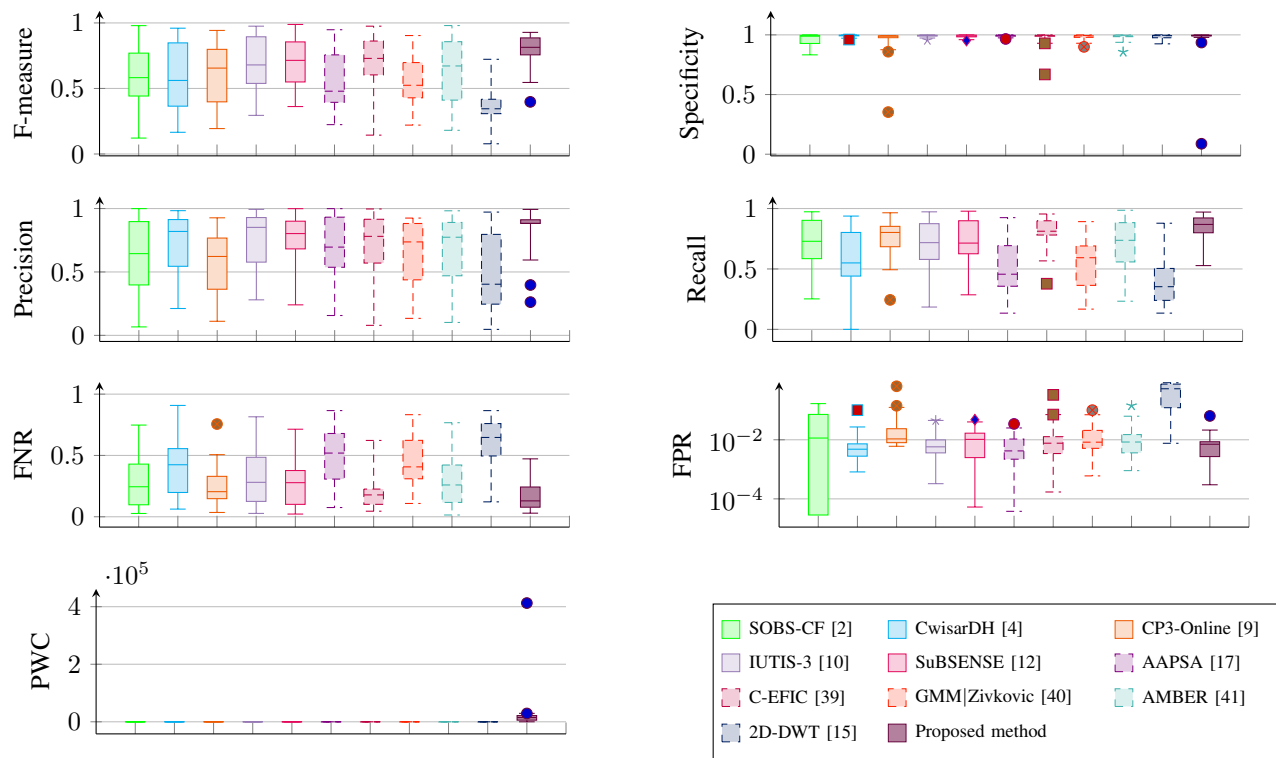 F-measure
1
0.5
0
Specificity
1
0.5
0
Precision
1
0.5
0
Recall
1
0.5
0
FNR
1
0.5
0
FPR
10^−2
10^−4
PWC
·10^5
4
2
0
SOBS-CF [2] CwisarDH [4] CP3-Online [9]
IUTIS-3 [10] SuBSENSE [12] AAPSA [17]
C-EFIC [39] GMM|Zivkovic [40] AMBER [41]
2D-DWT [15] Proposed method